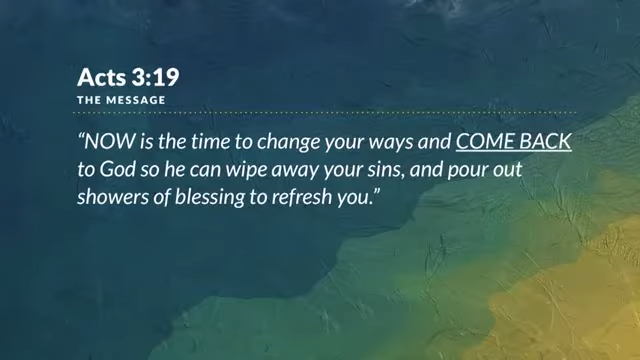 Acts 3:19
THE MESSAGE
“NOW is the time to change your ways and COME BACK
to God so he can wipe away your sins, and pour out
showers of blessing to refresh you.”